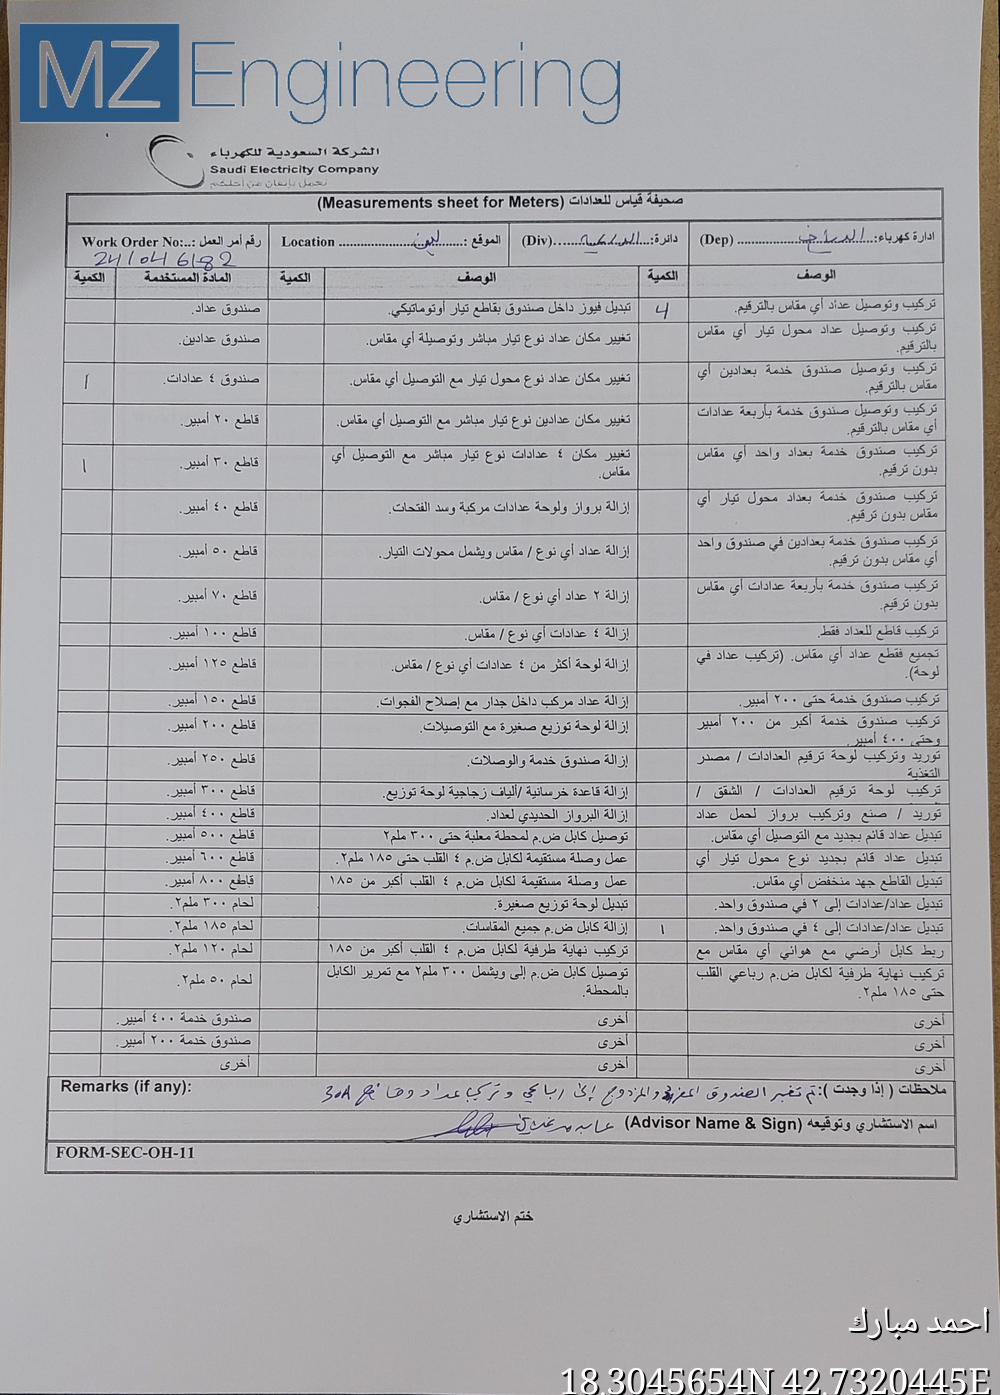 MZ Engineering
الشركة السعودية للكهرباء
Saudi Electricity Company
صحيفة قياس للعدادات (Measurements sheet for Meters)
ادارة كهرباء: (Dep) دائرة: (Div) الموقع: Location رقم أمر العمل: Work Order No:..
24/046182
الوصف الكمية الوصف الكمية المادة المستخدمة الكمية
تركيب وتوصيل عداد أي مقاس بالترقيم. 4 تبديل فيوز داخل صندوق بقاطع تيار أوتوماتيكي. صندوق عداد.
تركيب وتوصيل عداد محول تيار أي مقاس بالترقيم. تغيير مكان عداد نوع تيار مباشر وتوصيلة أي مقاس. صندوق عدادين.
تركيب وتوصيل صندوق خدمة بعدادين أي مقاس بالترقيم. تغيير مكان عداد نوع محول تيار مع التوصيل أي مقاس. صندوق ٤ عدادات. ١
تركيب وتوصيل صندوق خدمة بأربعة عدادات أي مقاس بالترقيم. تغيير مكان عدادين نوع تيار مباشر مع التوصيل أي مقاس. قاطع ٢٠ أمبير.
تركيب صندوق خدمة بعداد واحد أي مقاس بدون ترقيم. تغيير مكان ٤ عدادات نوع تيار مباشر مع التوصيل أي مقاس. قاطع ٣٠ أمبير. ١
تركيب صندوق خدمة بعداد محول تيار أي مقاس بدون ترقيم. إزالة برواز ولوحة عدادات مركبة وسد الفتحات. قاطع ٤٠ أمبير.
تركيب صندوق خدمة بعدادين في صندوق واحد أي مقاس بدون ترقيم. إزالة عداد أي نوع / مقاس ويشمل محولات التيار. قاطع ٥٠ أمبير.
تركيب صندوق خدمة بأربعة عدادات أي مقاس بدون ترقيم. إزالة ٢ عداد أي نوع / مقاس. قاطع ٧٠ أمبير.
تركيب قاطع للعداد فقط. إزالة ٤ عدادات أي نوع / مقاس. قاطع ١٠٠ أمبير.
تجميع فقطع عداد أي مقاس. (تركيب عداد في لوحة). إزالة لوحة أكثر من ٤ عدادات أي نوع / مقاس. قاطع ١٢٥ أمبير.
تركيب صندوق خدمة حتى ٢٠٠ أمبير. إزالة عداد مركب داخل جدار مع إصلاح الفجوات. قاطع ١٥٠ أمبير.
تركيب صندوق خدمة أكبر من ٢٠٠ أمبير وحتى ٤٠٠ أمبير. إزالة لوحة توزيع صغيرة مع التوصيلات. قاطع ٢٠٠ أمبير.
توريد وتركيب لوحة ترقيم العدادات / مصدر التغذية إزالة صندوق خدمة والوصلات. قاطع ٢٥٠ أمبير.
تركيب لوحة ترقيم العدادات / الشقق / إزالة قاعدة خرسانية /ألياف زجاجية لوحة توزيع. قاطع ٣٠٠ أمبير.
توريد / صنع وتركيب برواز لحمل عداد إزالة البرواز الحديدي لعداد. قاطع ٤٠٠ أمبير.
تبديل عداد قائم بجديد مع التوصيل أي مقاس. توصيل كابل ض.م لمحطة معلبة حتى ٣٠٠ ملم٢ قاطع ٥٠٠ أمبير.
تبديل عداد قائم بجديد نوع محول تيار أي عمل وصلة مستقيمة لكابل ض.م ٤ القلب حتى ١٨٥ ملم٢. قاطع ٦٠٠ أمبير.
تبديل القاطع جهد منخفض أي مقاس. عمل وصلة مستقيمة لكابل ض.م ٤ القلب أكبر من ١٨٥ قاطع ٨٠٠ أمبير.
تبديل عداد/عدادات إلى ٢ في صندوق واحد. تبديل لوحة توزيع صغيرة. لحام ٣٠٠ ملم٢.
تبديل عداد/عدادات إلى ٤ في صندوق واحد. ١ إزالة كابل ض.م جميع المقاسات. لحام ١٨٥ ملم٢.
ربط كابل أرضي مع هوائي أي مقاس مع تركيب نهاية طرفية لكابل ض.م ٤ القلب أكبر من ١٨٥ لحام ١٢٠ ملم٢.
تركيب نهاية طرفية لكابل ض.م رباعي القلب حتى ١٨٥ ملم٢. توصيل كابل ض.م إلى ويشمل ٣٠٠ ملم٢ مع تمرير الكابل بالمحطة. لحام ٥٠ ملم٢.
أخرى أخرى صندوق خدمة ٤٠٠ أمبير.
أخرى أخرى صندوق خدمة ٢٠٠ أمبير.
أخرى أخرى أخرى
ملاحظات ( إذا وجدت ): تم تغير الصندوق المفرد والمزدوج إلى رباعي وتركيب عداد وقاطع 30A Remarks (if any):
اسم الاستشاري وتوقيعه (Advisor Name & Sign)
FORM-SEC-OH-11
ختم الاستشاري
احمد مبارك
18.3045654N 42.7320445E